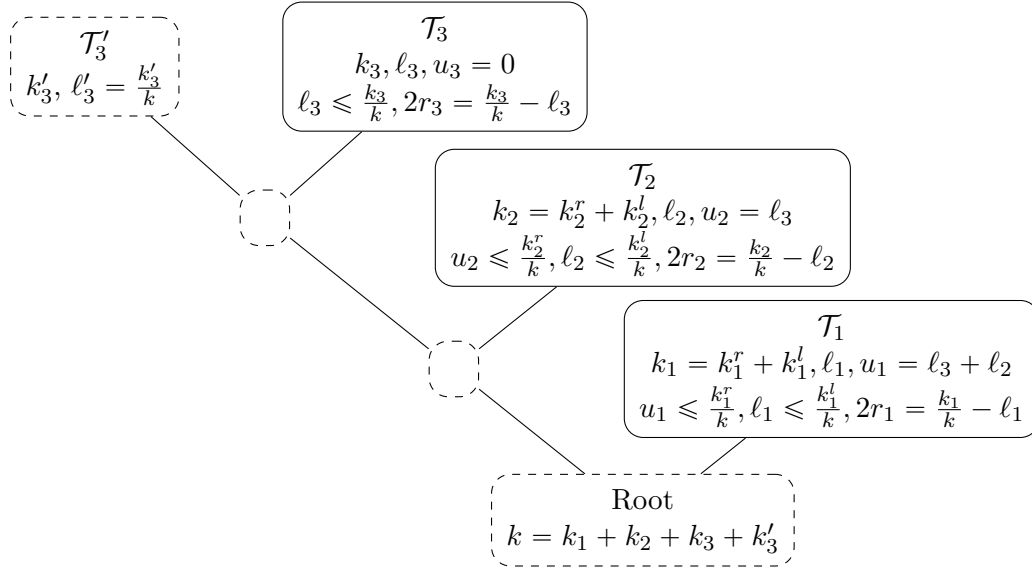 𝒯₃′
k₃′, ℓ₃′ = k₃′/k
𝒯₃
k₃, ℓ₃, u₃ = 0
ℓ₃ ⩽ k₃/k, 2r₃ = k₃/k − ℓ₃
𝒯₂
k₂ = k₂ʳ + k₂ˡ, ℓ₂, u₂ = ℓ₃
u₂ ⩽ k₂ʳ/k, ℓ₂ ⩽ k₂ˡ/k, 2r₂ = k₂/k − ℓ₂
𝒯₁
k₁ = k₁ʳ + k₁ˡ, ℓ₁, u₁ = ℓ₃ + ℓ₂
u₁ ⩽ k₁ʳ/k, ℓ₁ ⩽ k₁ˡ/k, 2r₁ = k₁/k − ℓ₁
Root
k = k₁ + k₂ + k₃ + k₃′